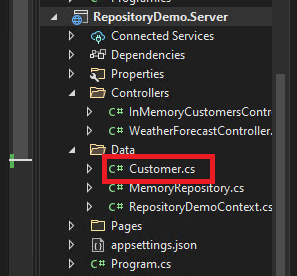 RepositoryDemo.Server
Connected Services
Dependencies
Properties
Controllers
C# InMemoryCustomersContr
C# WeatherForecastController.
Data
C# Customer.cs
C# MemoryRepository.cs
C# RepositoryDemoContext.cs
Pages
appsettings.json
C# Program.cs